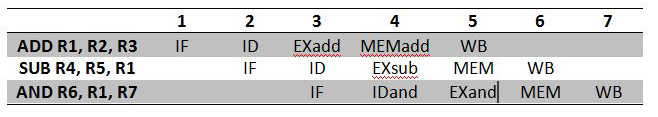 1 2 3 4 5 6 7
ADD R1, R2, R3 IF ID EXadd MEMadd WB
SUB R4, R5, R1 IF ID EXsub MEM WB
AND R6, R1, R7 IF IDand EXand MEM WB